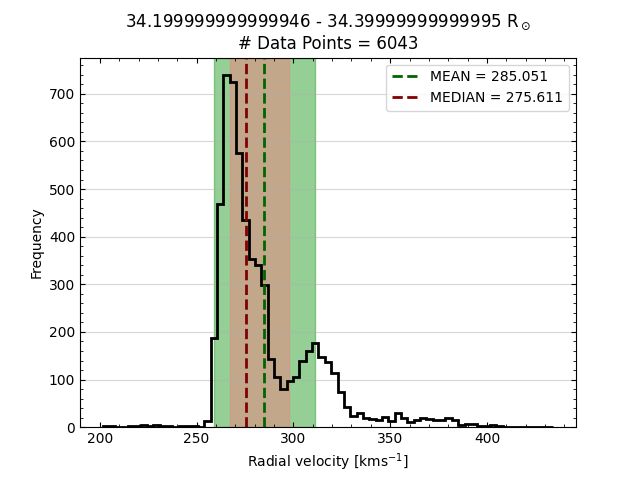 34.199999999999946 - 34.39999999999995 R⊙
# Data Points = 6043
MEAN = 285.051
MEDIAN = 275.611
Frequency
700
600
500
400
300
200
100
0
200 250 300 350 400
Radial velocity [kms⁻¹]